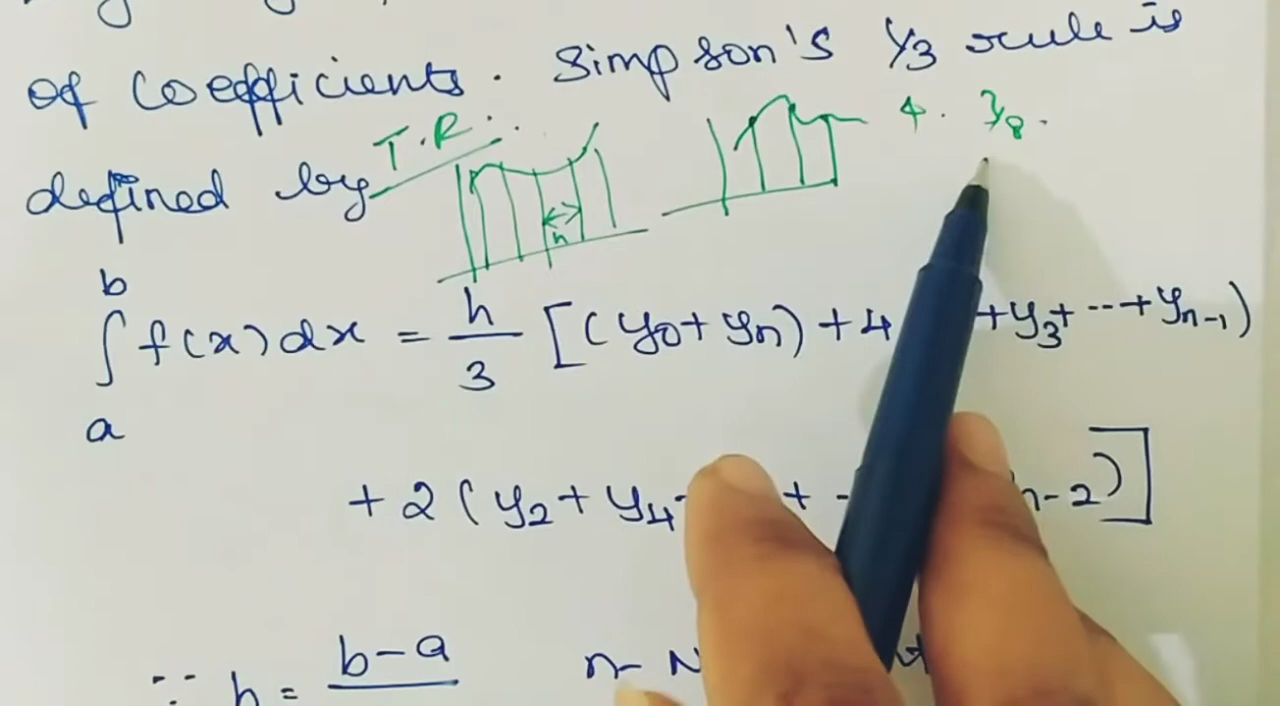 of coefficients. Simpson's 1/3 rule is
T.R.
4. 3/8.
defined by
h
b
∫ f(x)dx = h/3 [(y0+ yn) +4 +y3+ ---+ yn-1)
a
+ 2 (y2+ y4 + - n-2)]
∵ h = b-a
n- N